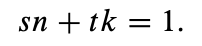 sn + tk = 1.